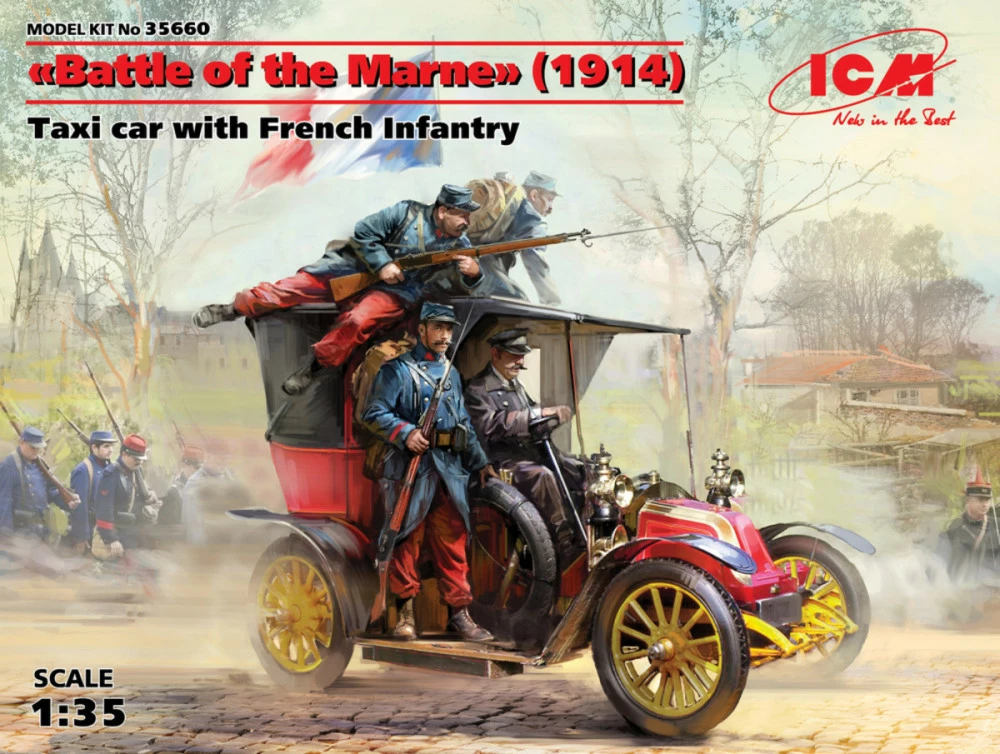 MODEL KIT No 35660
«Battle of the Marne» (1914)
Taxi car with French Infantry
ICM
New in the Best
SCALE
1:35